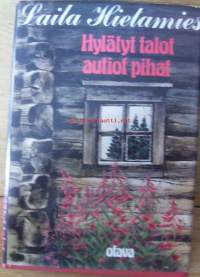 Laila Hietamies
Hylätyt talot
autiot pihat
otava